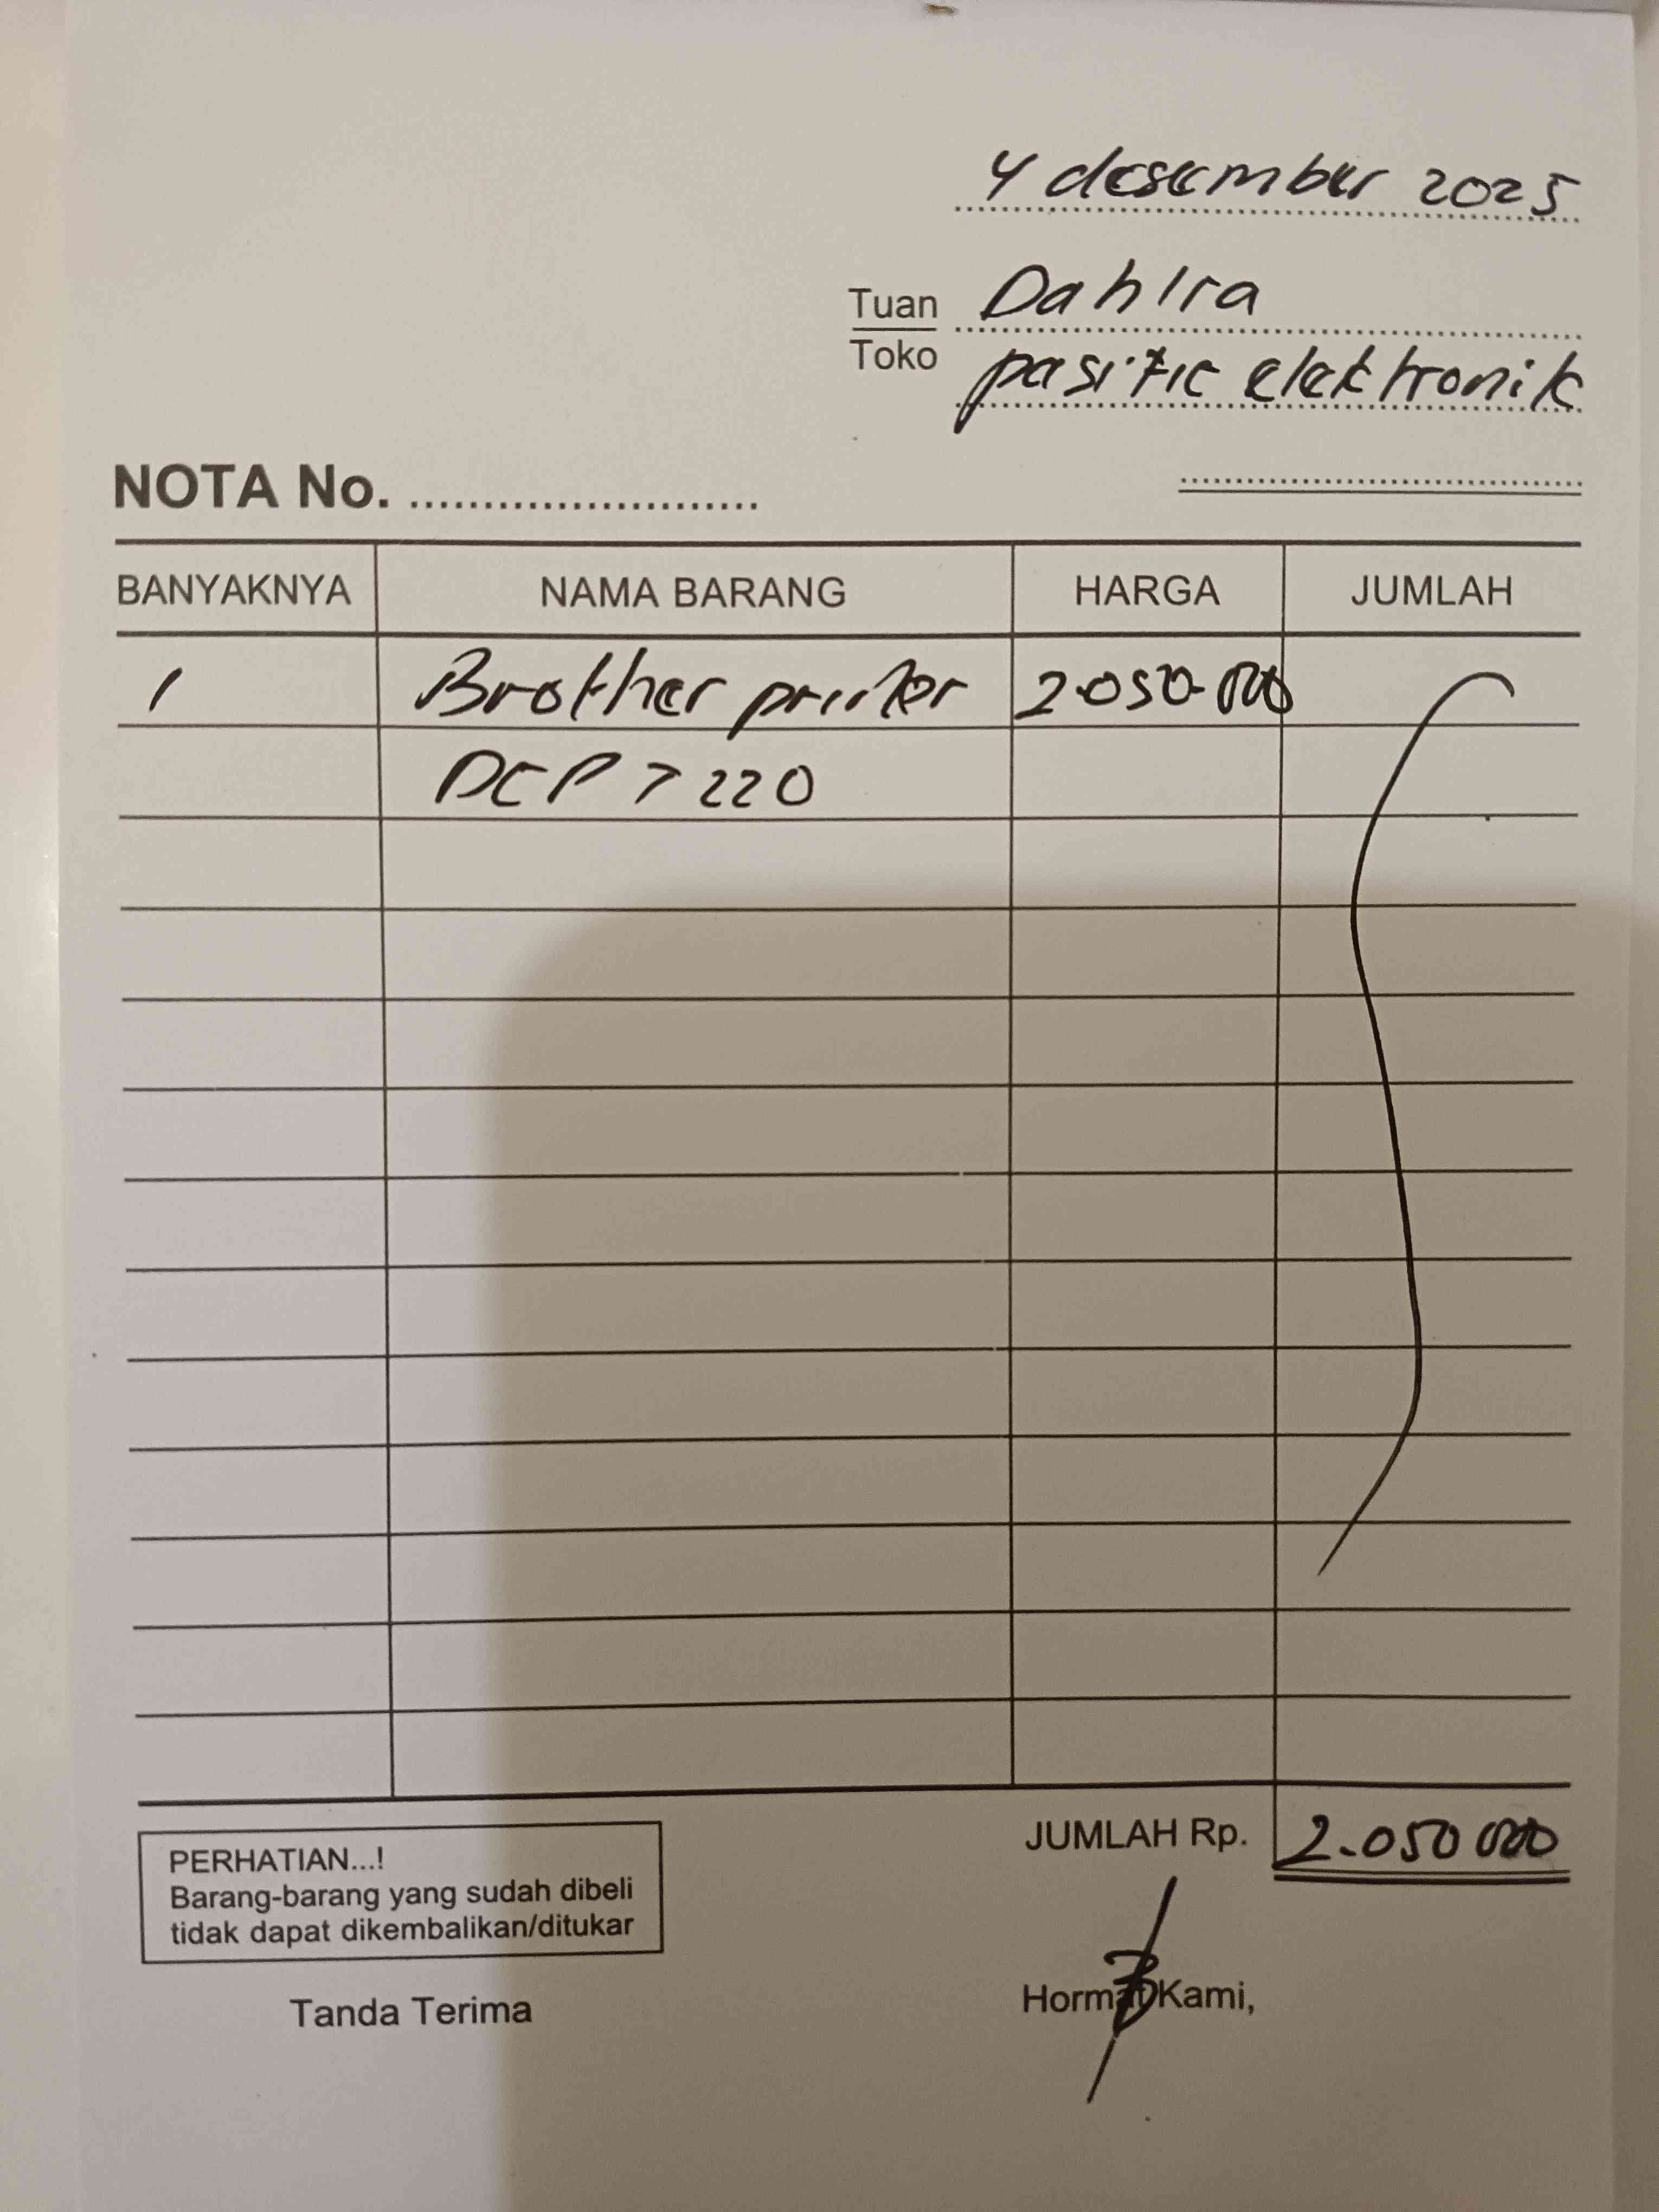 4 desember 2025
Tuan Dahlia
Toko pasific elektronik
NOTA No. ........................
BANYAKNYA NAMA BARANG HARGA JUMLAH
1 Brother printer 2.050.000
DCP 7220
JUMLAH Rp. 2.050 000
PERHATIAN...!
Barang-barang yang sudah dibeli
tidak dapat dikembalikan/ditukar
Tanda Terima Hormat Kami,